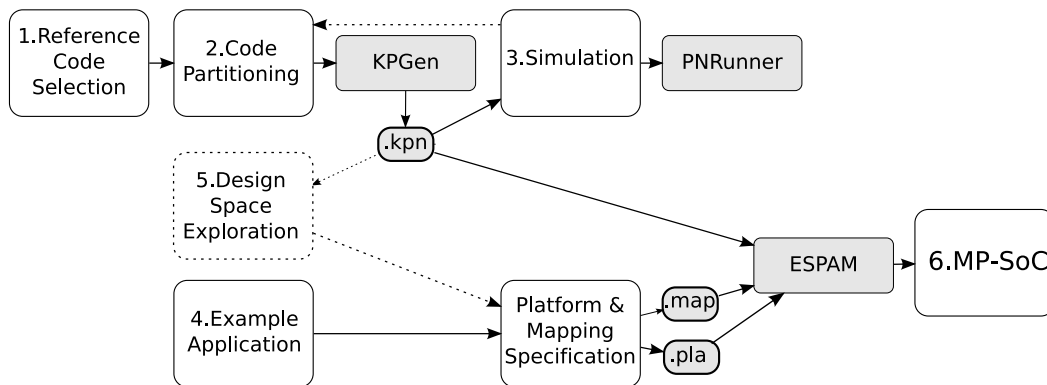 1.Reference
Code
Selection
2.Code
Partitioning
KPGen
3.Simulation
PNRunner
.kpn
5.Design
Space
Exploration
ESPAM
6.MP-SoC
4.Example
Application
Platform &
Mapping
Specification
.map
.pla